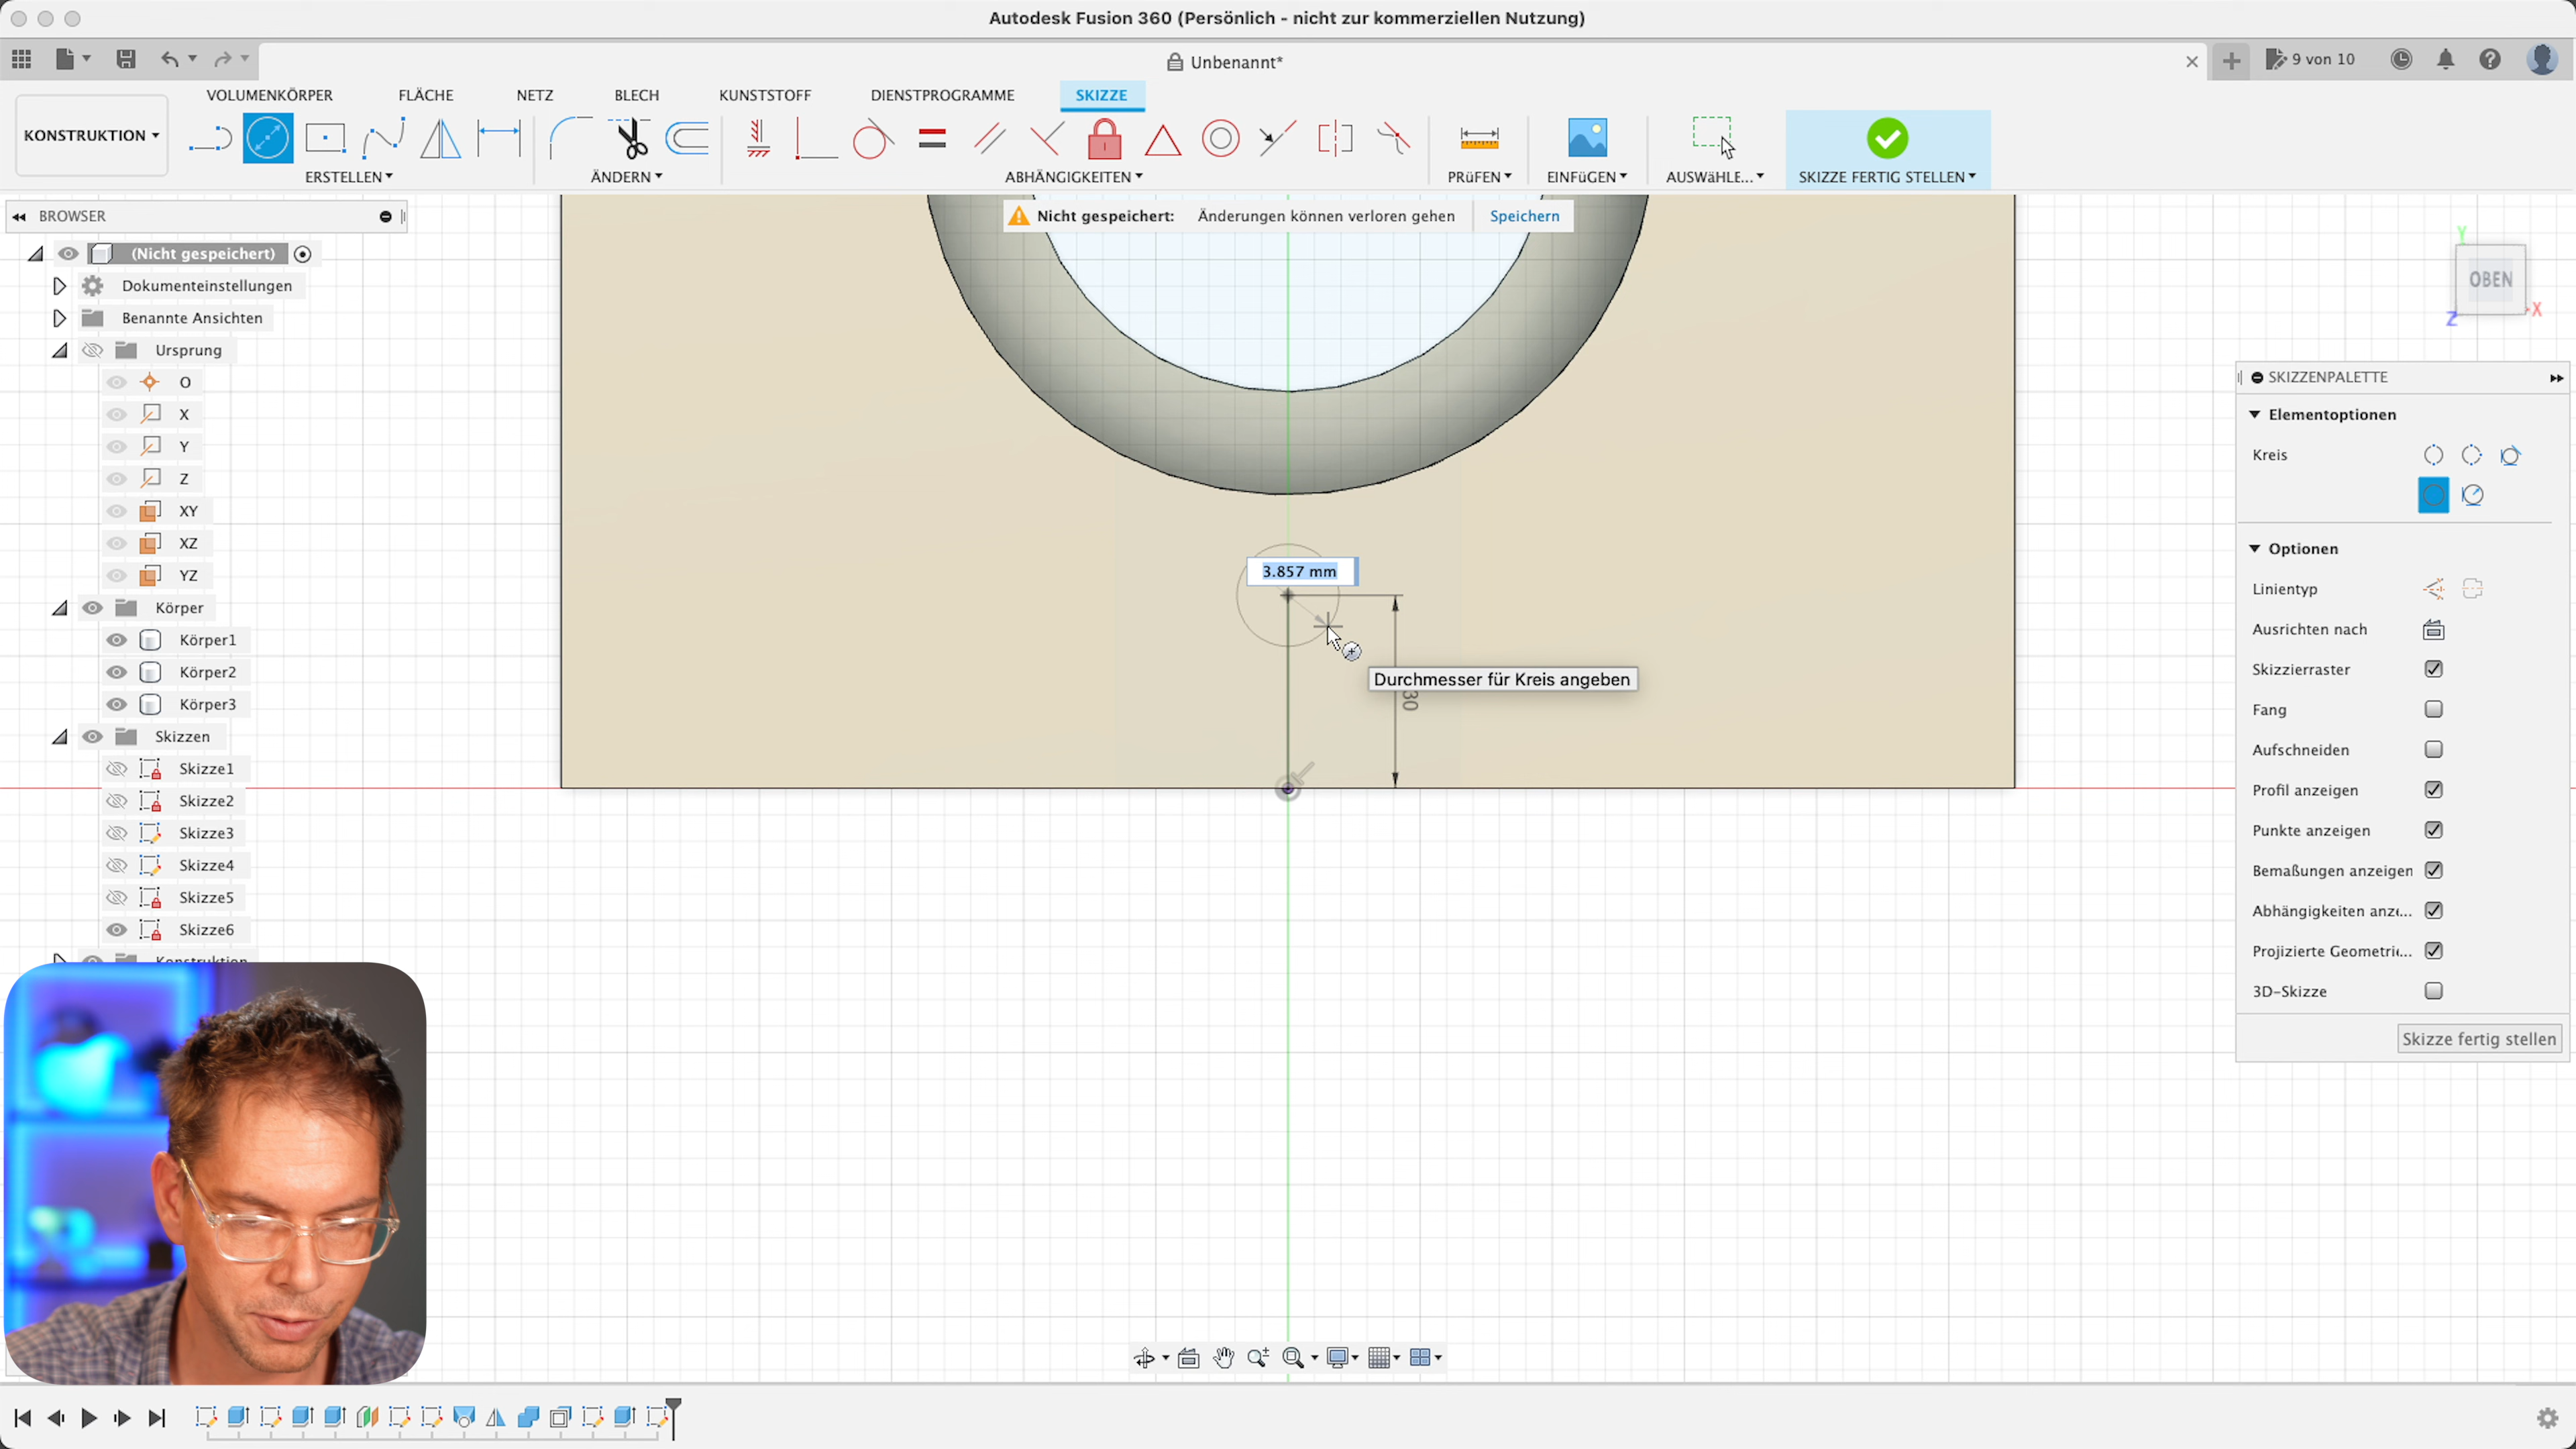 Autodesk Fusion 360 (Persönlich - nicht zur kommerziellen Nutzung)
Unbenannt*
9 von 10
VOLUMENKÖRPER FLÄCHE NETZ BLECH KUNSTSTOFF DIENSTPROGRAMME SKIZZE
KONSTRUKTION
ERSTELLEN ÄNDERN ABHÄNGIGKEITEN PRüFEN EINFüGEN AUSWäHLE... SKIZZE FERTIG STELLEN
BROWSER
Nicht gespeichert: Änderungen können verloren gehen Speichern
(Nicht gespeichert)
Dokumenteinstellungen
Benannte Ansichten
Ursprung
O
X
Y
Z
XY
XZ
YZ
Körper
Körper1
Körper2
Körper3
Skizzen
Skizze1
Skizze2
Skizze3
Skizze4
Skizze5
Skizze6
Konstruktion
3.857 mm
Durchmesser für Kreis angeben
30
Y
OBEN
X
Z
SKIZZENPALETTE
Elementoptionen
Kreis
Optionen
Linientyp
Ausrichten nach
Skizzierraster
Fang
Aufschneiden
Profil anzeigen
Punkte anzeigen
Bemaßungen anzeigen
Abhängigkeiten anze...
Projizierte Geometrie...
3D-Skizze
Skizze fertig stellen